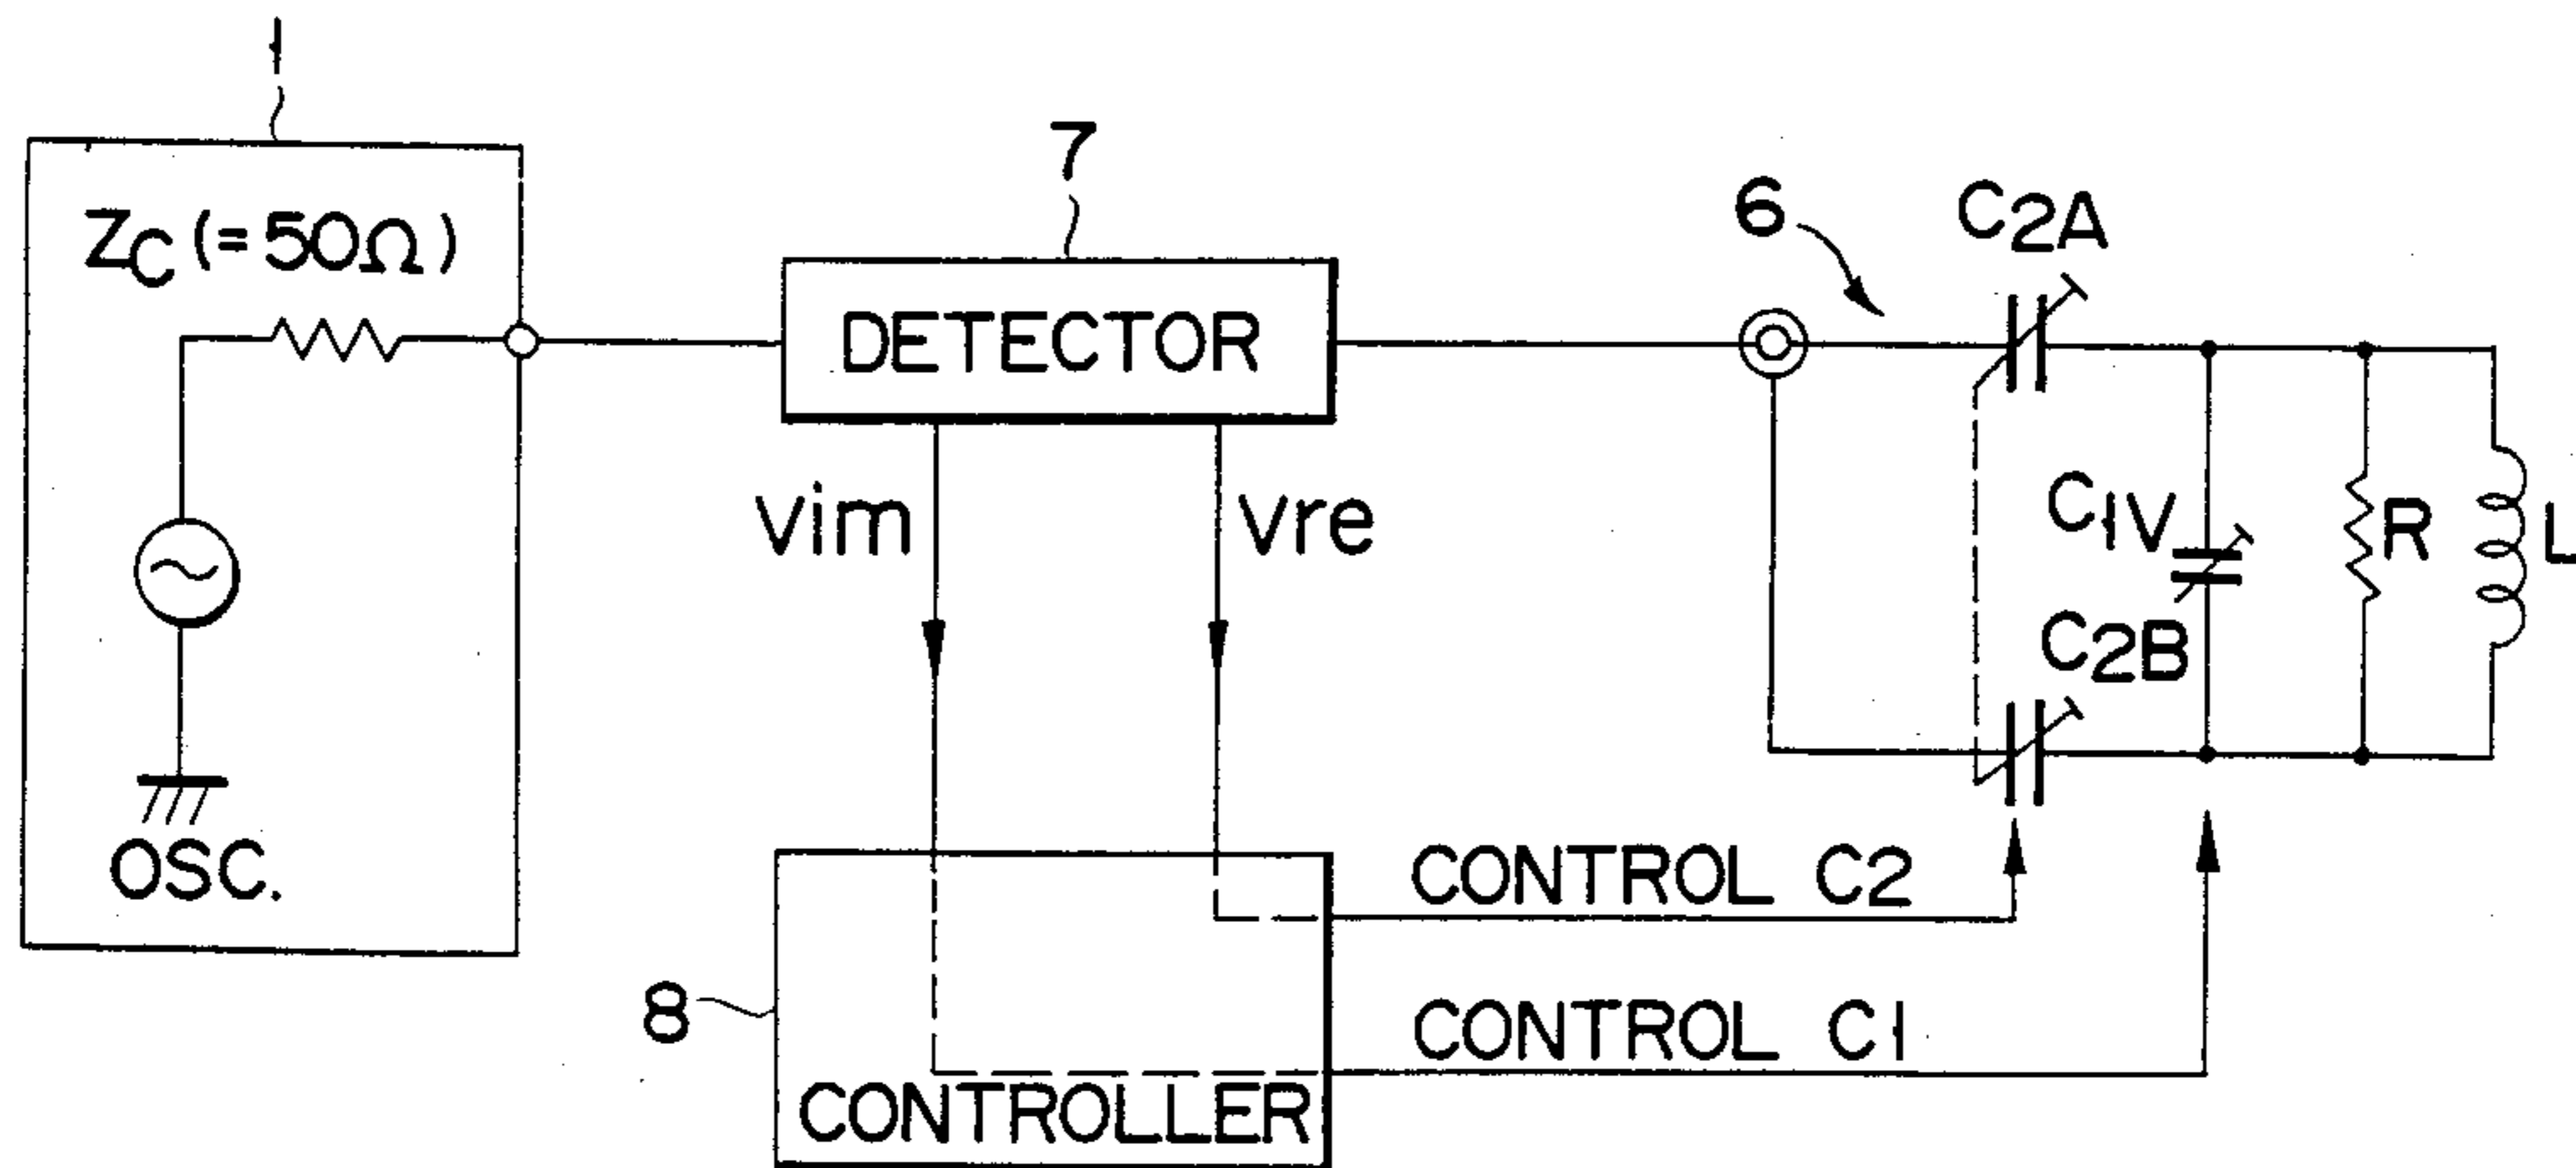 1
ZC (=50Ω)
OSC.
7
DETECTOR
Vim
Vre
6
C2A
C1V
C2B
R
L
8
CONTROLLER
CONTROL C2
CONTROL C1